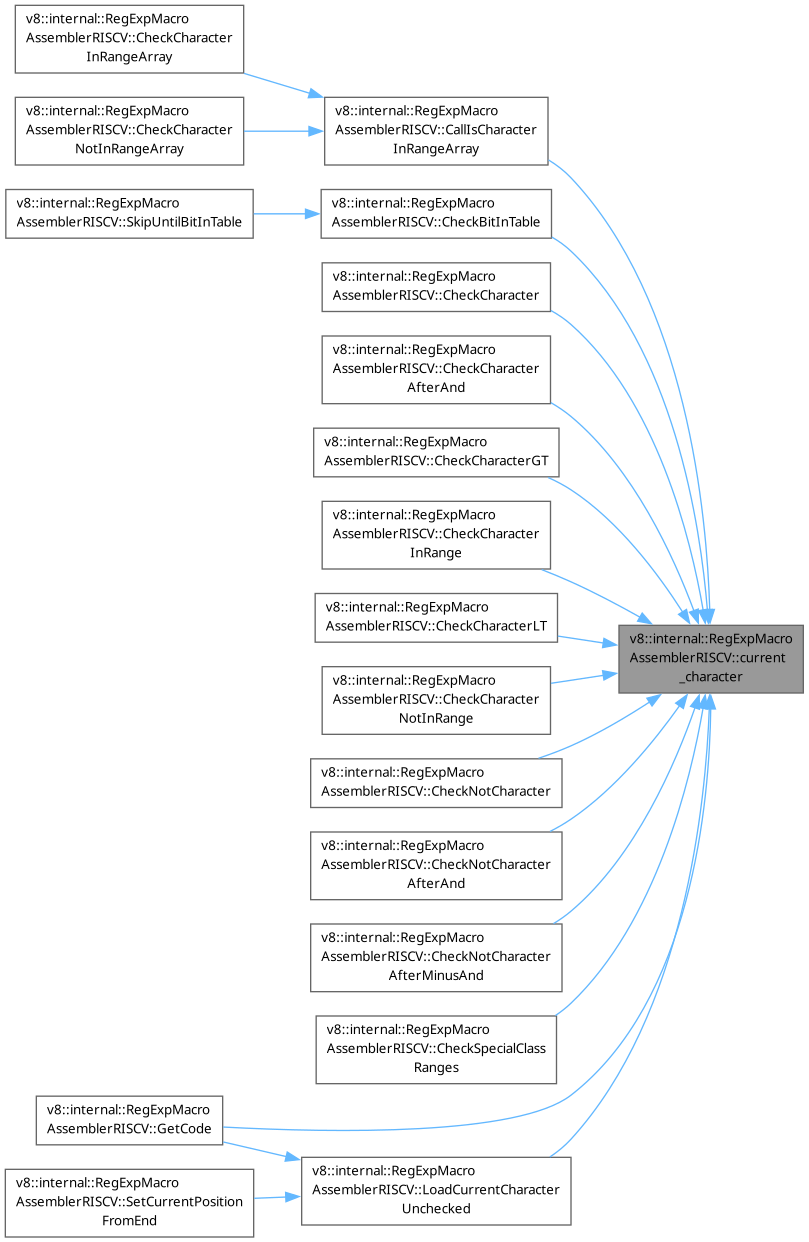 v8::internal::RegExpMacro
AssemblerRISCV::CheckCharacter
InRangeArray
v8::internal::RegExpMacro
AssemblerRISCV::CheckCharacter
NotInRangeArray
v8::internal::RegExpMacro
AssemblerRISCV::CallIsCharacter
InRangeArray
v8::internal::RegExpMacro
AssemblerRISCV::SkipUntilBitInTable
v8::internal::RegExpMacro
AssemblerRISCV::CheckBitInTable
v8::internal::RegExpMacro
AssemblerRISCV::CheckCharacter
v8::internal::RegExpMacro
AssemblerRISCV::CheckCharacter
AfterAnd
v8::internal::RegExpMacro
AssemblerRISCV::CheckCharacterGT
v8::internal::RegExpMacro
AssemblerRISCV::CheckCharacter
InRange
v8::internal::RegExpMacro
AssemblerRISCV::CheckCharacterLT
v8::internal::RegExpMacro
AssemblerRISCV::current
_character
v8::internal::RegExpMacro
AssemblerRISCV::CheckCharacter
NotInRange
v8::internal::RegExpMacro
AssemblerRISCV::CheckNotCharacter
v8::internal::RegExpMacro
AssemblerRISCV::CheckNotCharacter
AfterAnd
v8::internal::RegExpMacro
AssemblerRISCV::CheckNotCharacter
AfterMinusAnd
v8::internal::RegExpMacro
AssemblerRISCV::CheckSpecialClass
Ranges
v8::internal::RegExpMacro
AssemblerRISCV::GetCode
v8::internal::RegExpMacro
AssemblerRISCV::LoadCurrentCharacter
Unchecked
v8::internal::RegExpMacro
AssemblerRISCV::SetCurrentPosition
FromEnd